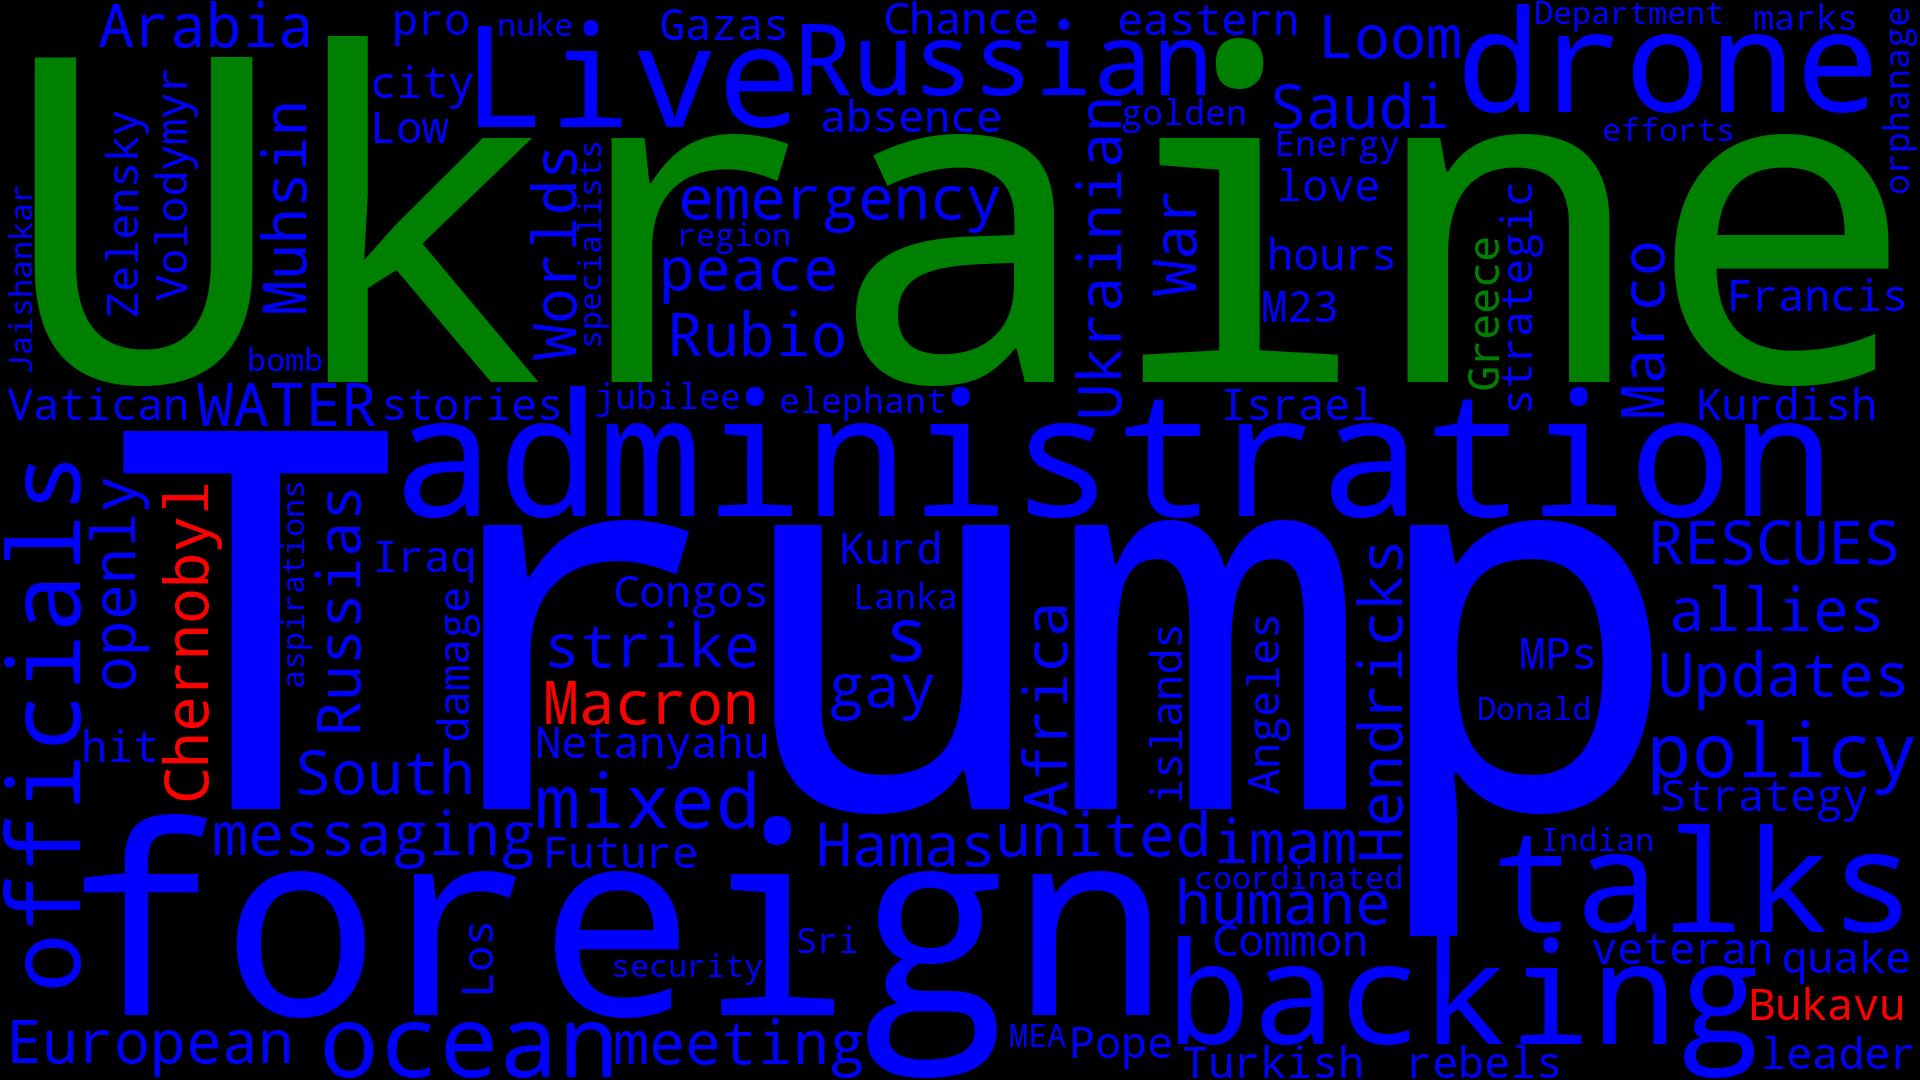 Arabia
pro
nuke
Live
Gazas
Chance
Russian
eastern
Loom
Department
marks
drone
orphanage
city
Low
absence
golden
Saudi
efforts
Ukraine
Zelensky
Volodymyr
Muhsin
Jaishankar
Worlds
specialists
emergency
region
peace
Rubio
Ukrainian
War
Energy
love
hours
M23
Greece
strategic
Marco
Francis
bomb
Vatican
WATER
stories
jubilee
elephant
Israel
Kurdish
administration
officials
openly
Chernobyl
Trump
aspirations
Russias
Iraq
damage
Congos
Kurd
Lanka
s
strike
Macron
gay
Netanyahu
Africa
islands
Angeles
Hendricks
MPs
Donald
RESCUES
allies
Updates
policy
Strategy
hit
South
mixed
messaging
Future
Hamas
united
imam
coordinated
humane
Common
Indian
talks
foreign
Los
security
Sri
backing
veteran
quake
Bukavu
European
ocean
meeting
MEA
Pope
Turkish
rebels
leader